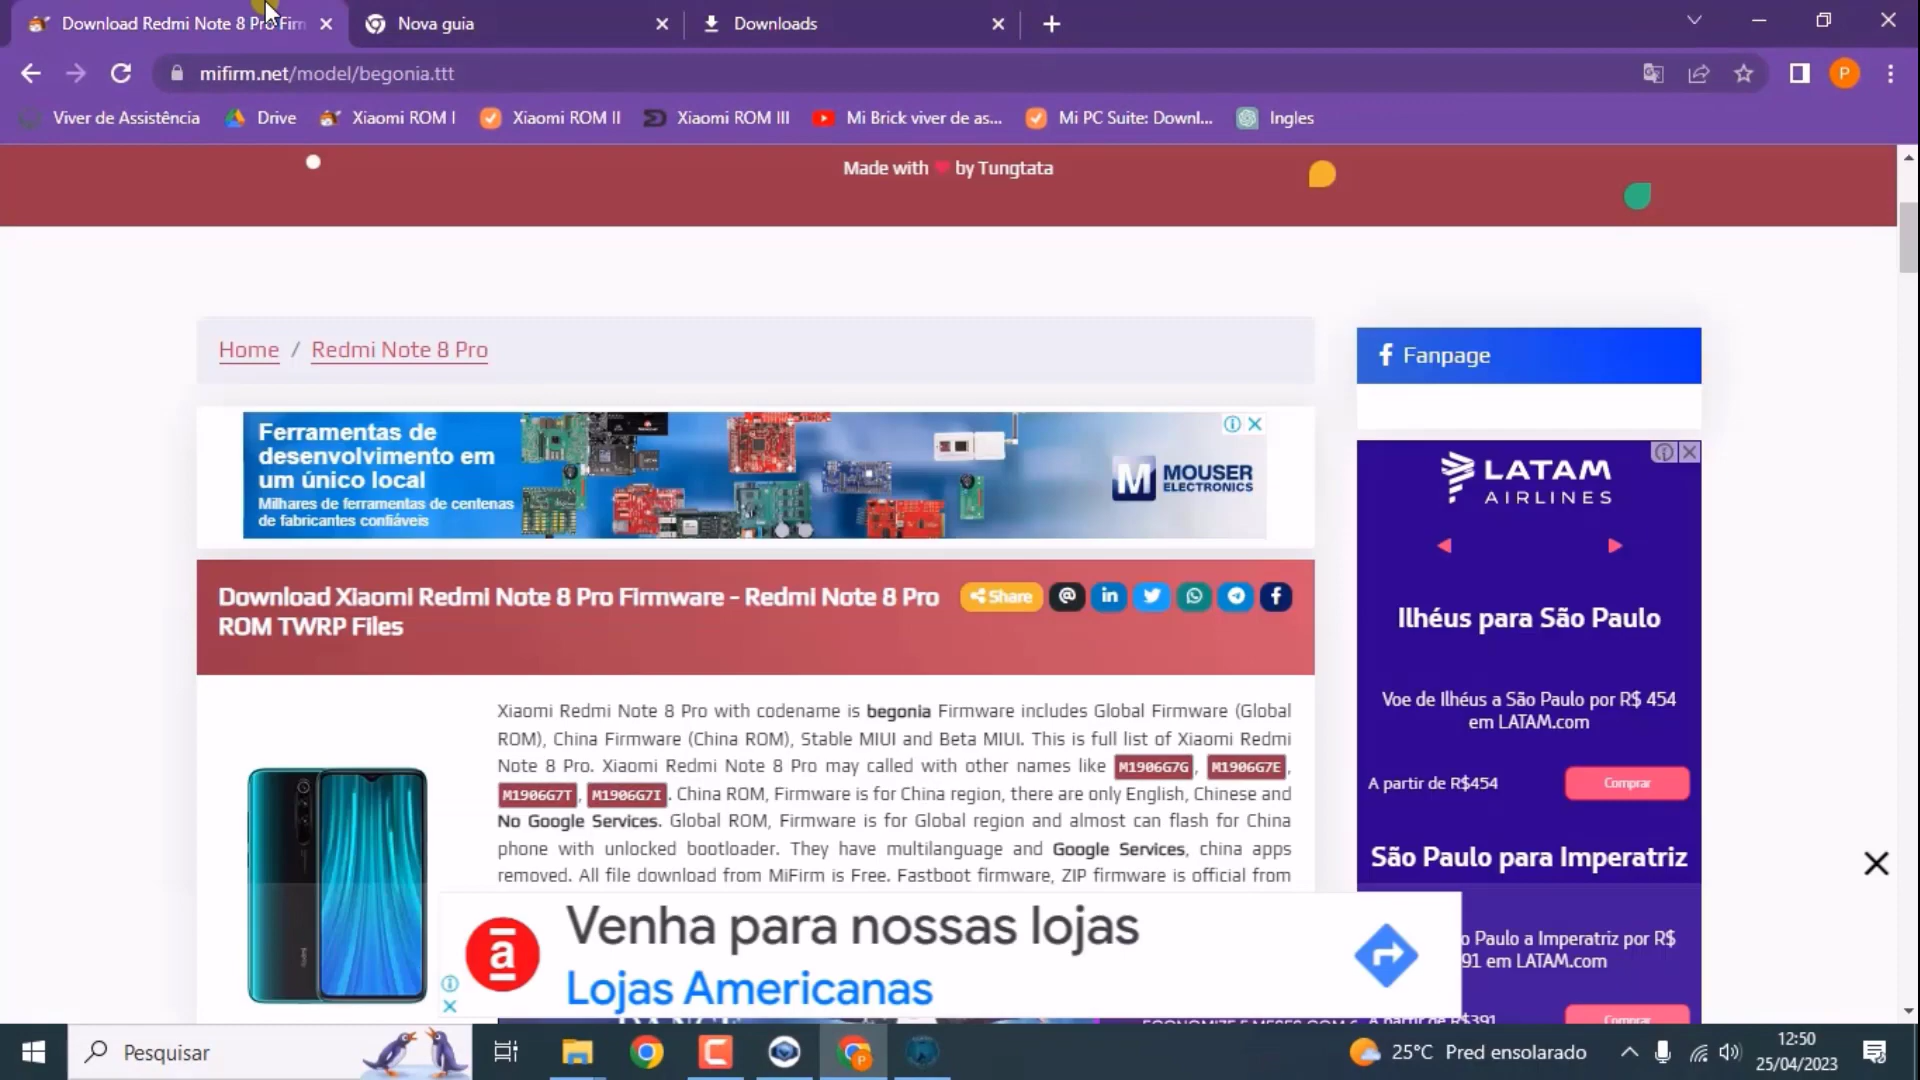 Download Redmi Note 8 Pro Firm
Nova guia
Downloads
mifirm.net/model/begonia.ttt
P
Viver de Assistência
Drive
Xiaomi ROM I
Xiaomi ROM II
Xiaomi ROM III
Mi Brick viver de as...
Mi PC Suite: Downl...
Ingles
Made with by Tungtata
Home / Redmi Note 8 Pro
Fanpage
Ferramentas de
desenvolvimento em
um único local
Milhares de ferramentas de centenas
de fabricantes confiáveis
M MOUSER
ELECTRONICS
LATAM
AIRLINES
Download Xiaomi Redmi Note 8 Pro Firmware - Redmi Note 8 Pro
ROM TWRP Files
Share
Ilhéus para São Paulo
Voe de Ilhéus a São Paulo por R$ 454
em LATAM.com
A partir de R$454
Comprar
São Paulo para Imperatriz
o Paulo a Imperatriz por R$
91 em LATAM.com
A partir de R$391
Comprar
Xiaomi Redmi Note 8 Pro with codename is begonia Firmware includes Global Firmware (Global
ROM), China Firmware (China ROM), Stable MIUI and Beta MIUI. This is full list of Xiaomi Redmi
Note 8 Pro. Xiaomi Redmi Note 8 Pro may called with other names like M1906G7G, M1906G7E,
M1906G7T, M1906G7I. China ROM, Firmware is for China region, there are only English, Chinese and
No Google Services. Global ROM, Firmware is for Global region and almost can flash for China
phone with unlocked bootloader. They have multilanguage and Google Services, china apps
removed. All file download from MiFirm is Free. Fastboot firmware, ZIP firmware is official from
a
Venha para nossas lojas
Lojas Americanas
Pesquisar
P
25°C Pred ensolarado
12:50
25/04/2023